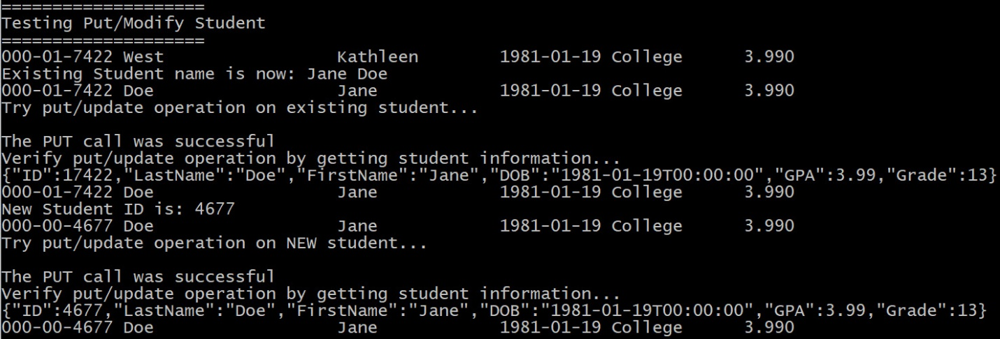 ====================
Testing Put/Modify Student
====================
000-01-7422 West                 Kathleen        1981-01-19 College      3.990
Existing Student name is now: Jane Doe
000-01-7422 Doe                  Jane            1981-01-19 College      3.990
Try put/update operation on existing student...

The PUT call was successful
Verify put/update operation by getting student information...
{"ID":17422,"LastName":"Doe","FirstName":"Jane","DOB":"1981-01-19T00:00:00","GPA":3.99,"Grade":13}
000-01-7422 Doe                  Jane            1981-01-19 College      3.990
New Student ID is: 4677
000-00-4677 Doe                  Jane            1981-01-19 College      3.990
Try put/update operation on NEW student...

The PUT call was successful
Verify put/update operation by getting student information...
{"ID":4677,"LastName":"Doe","FirstName":"Jane","DOB":"1981-01-19T00:00:00","GPA":3.99,"Grade":13}
000-00-4677 Doe                  Jane            1981-01-19 College      3.990